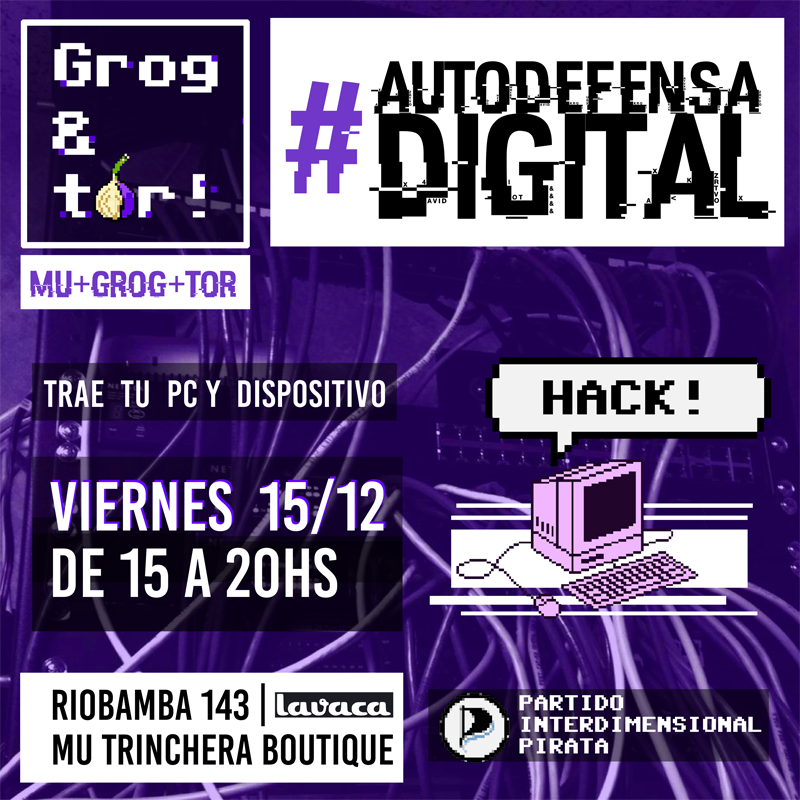 Grog
&
tor!
#AUTODEFENSA
DIGITAL
MU+GROG+TOR
TRAE TU PC Y DISPOSITIVO
HACK!
VIERNES 15/12
DE 15 A 20HS
RIOBAMBA 143 | lavaca
MU TRINCHERA BOUTIQUE
PARTIDO
INTERDIMENSIONAL
PIRATA